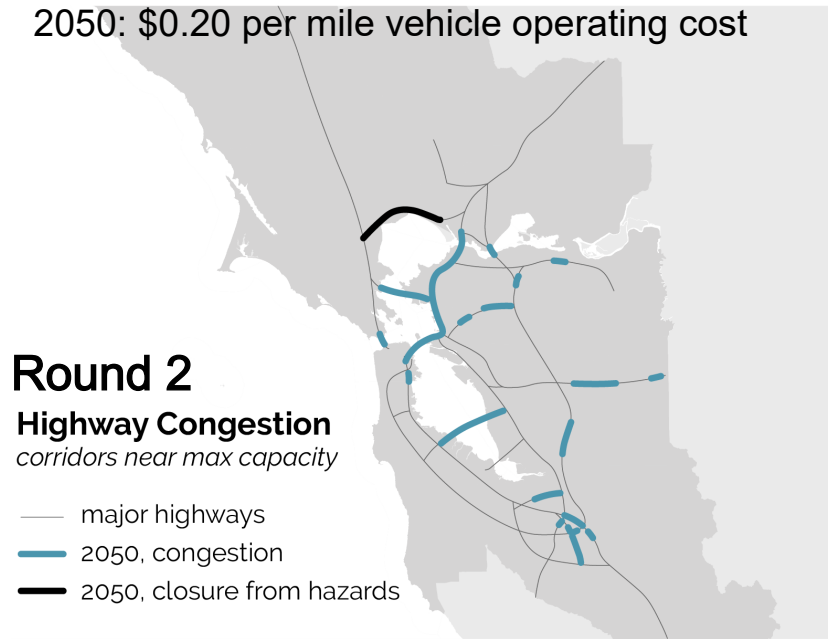 2050: $0.20 per mile vehicle operating cost
Round 2
Highway Congestion
corridors near max capacity
major highways
2050, congestion
2050, closure from hazards